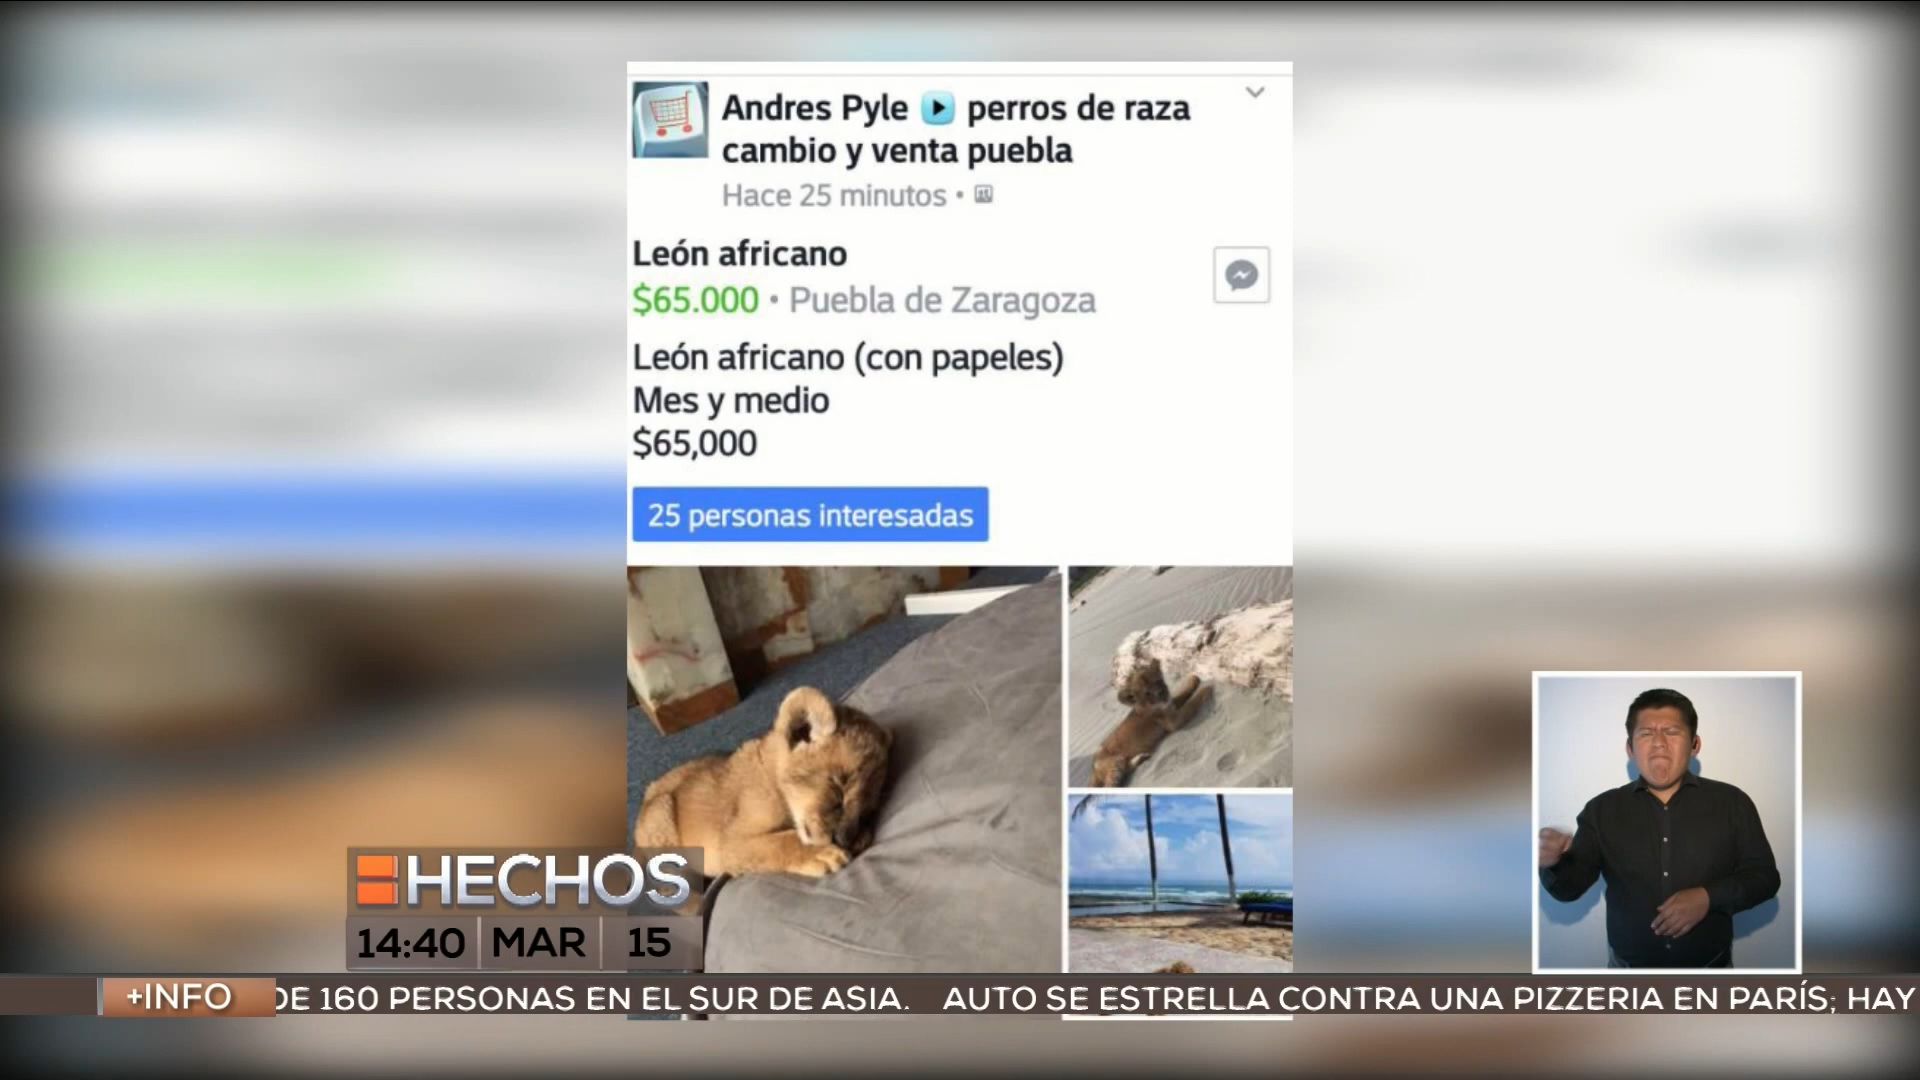 Andres Pyle perros de raza
cambio y venta puebla
Hace 25 minutos •
León africano
$65.000 • Puebla de Zaragoza
León africano (con papeles)
Mes y medio
$65,000
25 personas interesadas
HECHOS
14:40 MAR 15
+INFO DE 160 PERSONAS EN EL SUR DE ASIA. AUTO SE ESTRELLA CONTRA UNA PIZZERIA EN PARÍS; HAY